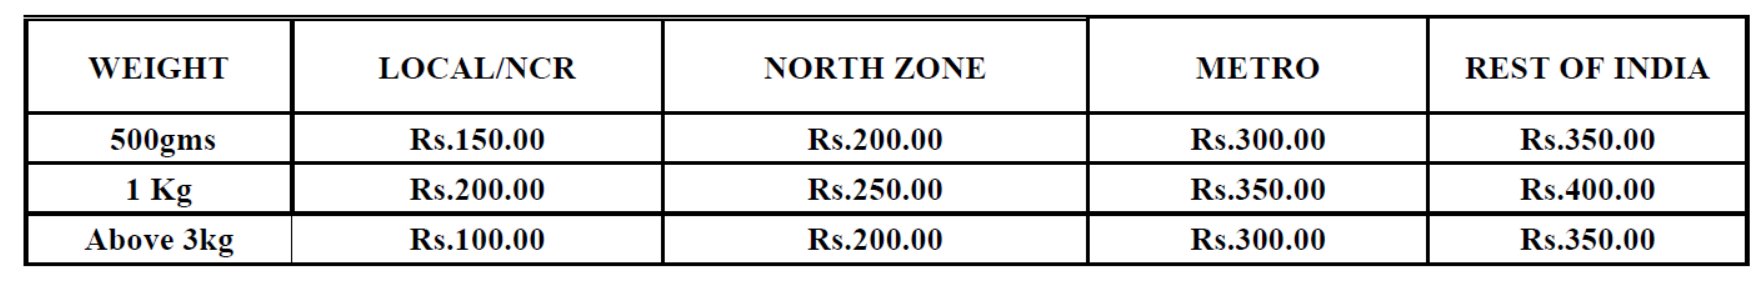 WEIGHT LOCAL/NCR NORTH ZONE METRO REST OF INDIA
500gms Rs.150.00 Rs.200.00 Rs.300.00 Rs.350.00
1 Kg Rs.200.00 Rs.250.00 Rs.350.00 Rs.400.00
Above 3kg Rs.100.00 Rs.200.00 Rs.300.00 Rs.350.00